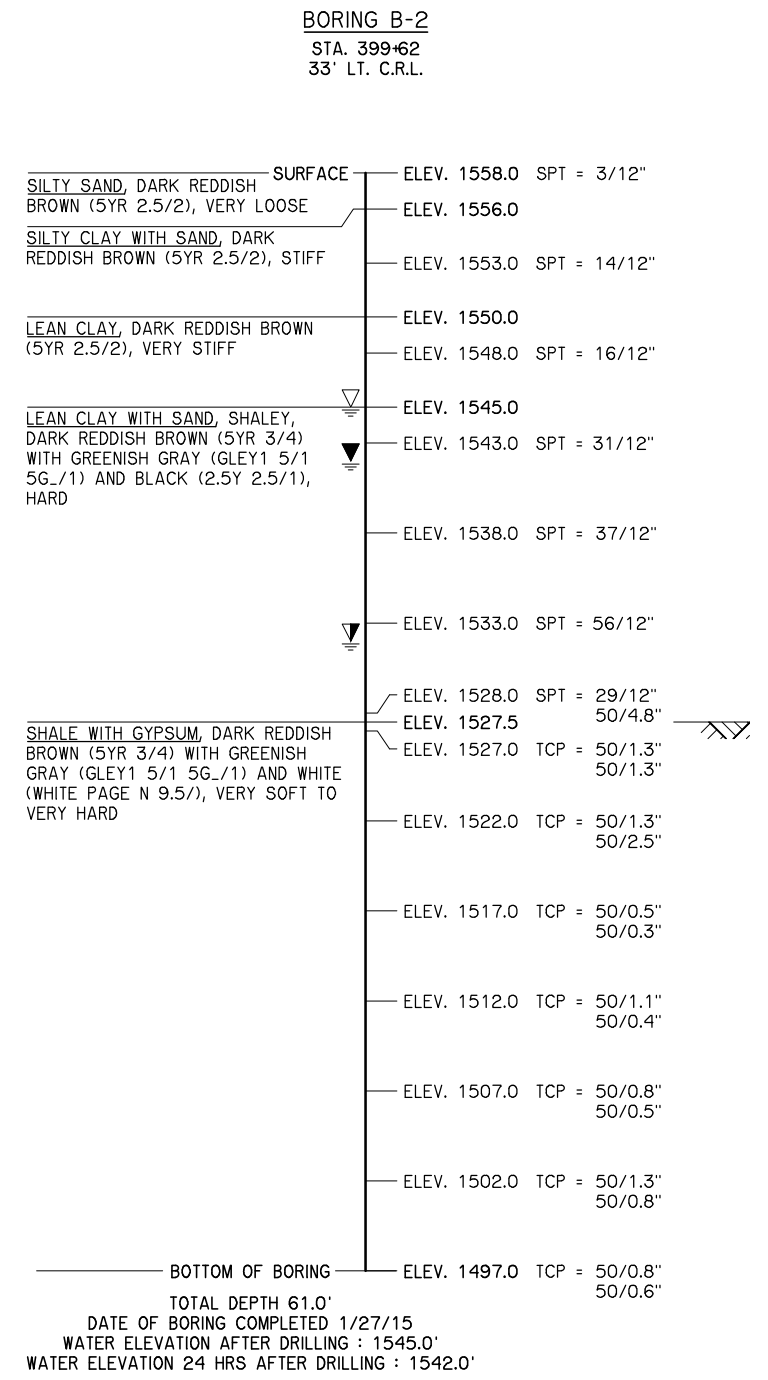 BORING B-2
STA. 399+62
33' LT. C.R.L.
SURFACE
ELEV. 1558.0 SPT = 3/12"
SILTY SAND, DARK REDDISH
BROWN (5YR 2.5/2), VERY LOOSE
ELEV. 1556.0
SILTY CLAY WITH SAND, DARK
REDDISH BROWN (5YR 2.5/2), STIFF
ELEV. 1553.0 SPT = 14/12"
ELEV. 1550.0
LEAN CLAY, DARK REDDISH BROWN
(5YR 2.5/2), VERY STIFF
ELEV. 1548.0 SPT = 16/12"
ELEV. 1545.0
LEAN CLAY WITH SAND, SHALEY,
DARK REDDISH BROWN (5YR 3/4)
WITH GREENISH GRAY (GLEY1 5/1
5G_/1) AND BLACK (2.5Y 2.5/1),
HARD
ELEV. 1543.0 SPT = 31/12"
ELEV. 1538.0 SPT = 37/12"
ELEV. 1533.0 SPT = 56/12"
ELEV. 1528.0 SPT = 29/12"
50/4.8"
ELEV. 1527.5
SHALE WITH GYPSUM, DARK REDDISH
BROWN (5YR 3/4) WITH GREENISH
GRAY (GLEY1 5/1 5G_/1) AND WHITE
(WHITE PAGE N 9.5/), VERY SOFT TO
VERY HARD
ELEV. 1527.0 TCP = 50/1.3"
50/1.3"
ELEV. 1522.0 TCP = 50/1.3"
50/2.5"
ELEV. 1517.0 TCP = 50/0.5"
50/0.3"
ELEV. 1512.0 TCP = 50/1.1"
50/0.4"
ELEV. 1507.0 TCP = 50/0.8"
50/0.5"
ELEV. 1502.0 TCP = 50/1.3"
50/0.8"
BOTTOM OF BORING
ELEV. 1497.0 TCP = 50/0.8"
50/0.6"
TOTAL DEPTH 61.0'
DATE OF BORING COMPLETED 1/27/15
WATER ELEVATION AFTER DRILLING : 1545.0'
WATER ELEVATION 24 HRS AFTER DRILLING : 1542.0'